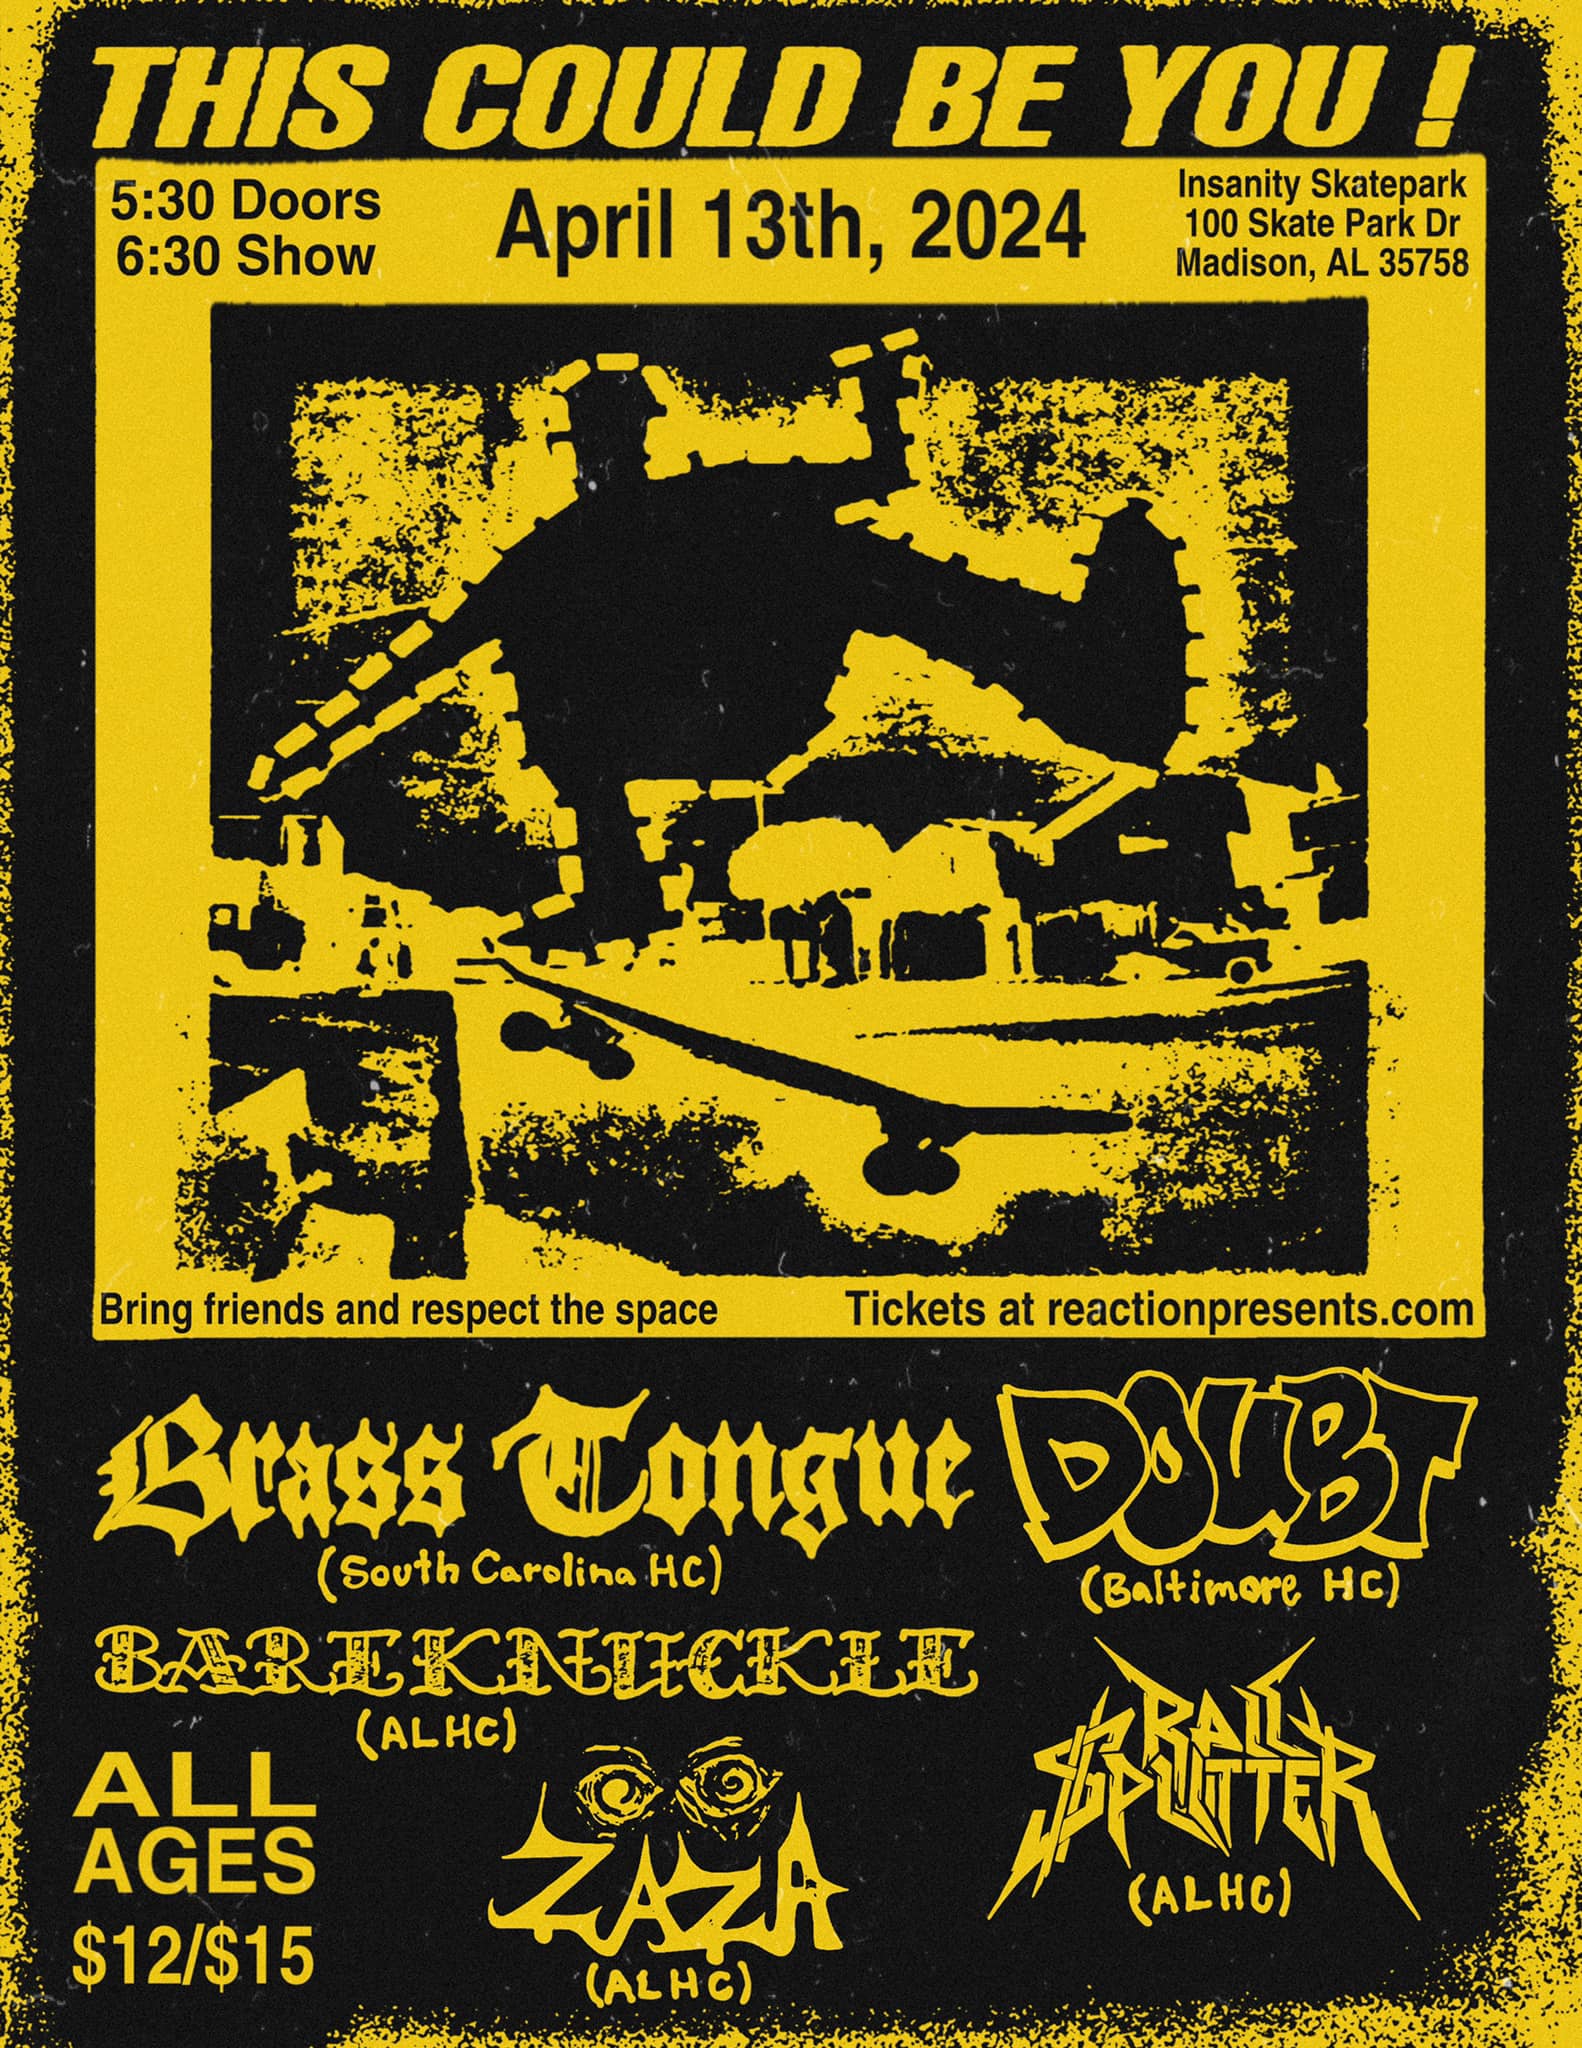 THIS COULD BE YOU !
5:30 Doors
6:30 Show
April 13th, 2024
Insanity Skatepark
100 Skate Park Dr
Madison, AL 35758
Bring friends and respect the space
Tickets at reactionpresents.com
Brass Tongue
(South Carolina HC)
DOUBT
(Baltimore HC)
BAREKNUCKLE
(ALHC)
RAIL
SPLITTER
(ALHC)
ZAZA
(ALHC)
ALL
AGES
$12/$15